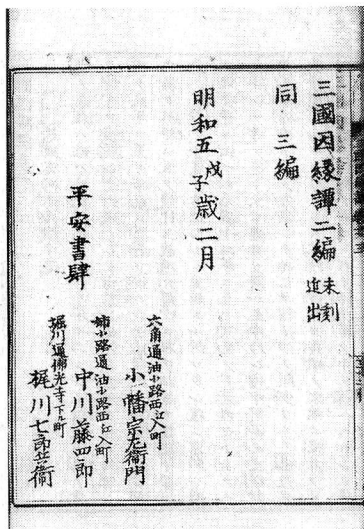 三國因縁譚二編 未刻 近出
同 三編
明和五戊子歳二月
平安書肆
六角通油小路西江入町
小幡宗左衛門
姉小路通油小路西江入町
中川藤四郎
堀川通佛光寺下ル町
梶川七郎兵衛